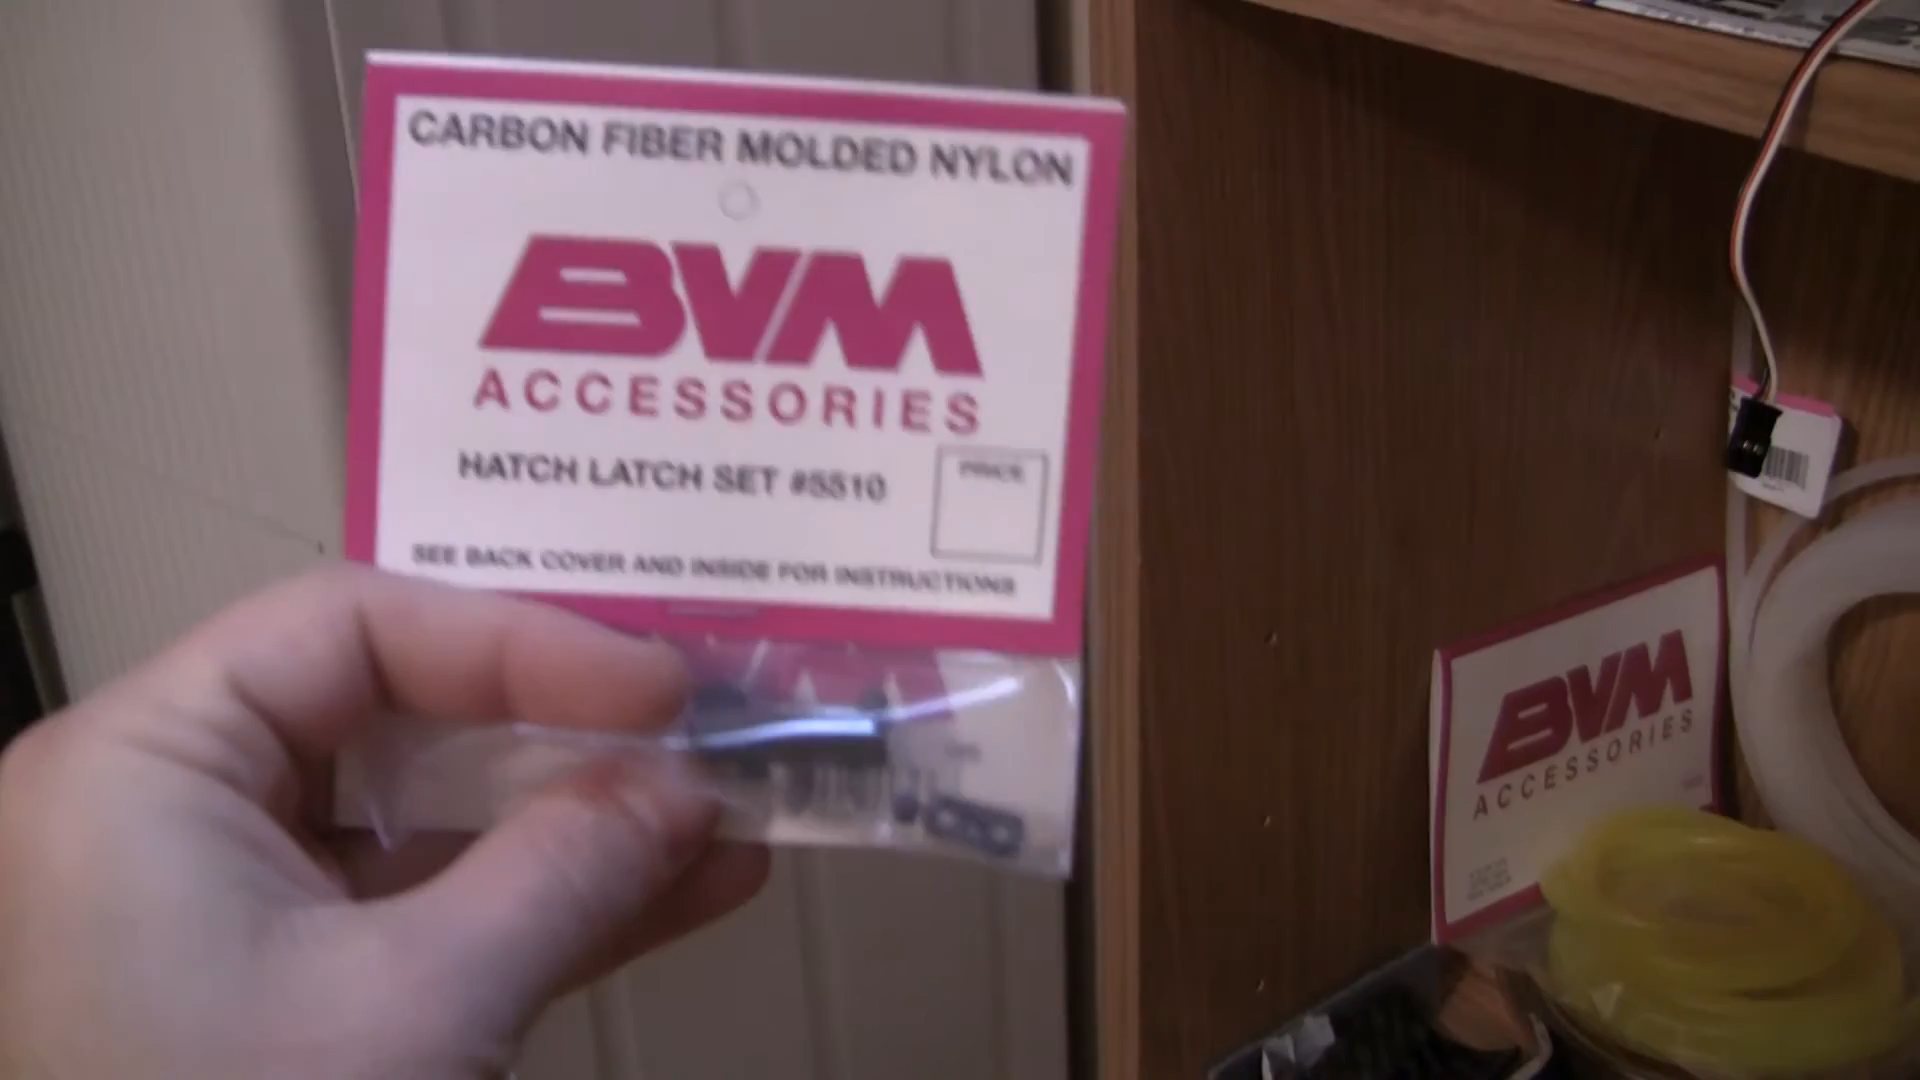 CARBON FIBER MOLDED NYLON
BVM
ACCESSORIES
HATCH LATCH SET #5510
PRICE
SEE BACK COVER AND INSIDE FOR INSTRUCTIONS
BVM
ACCESSORIES